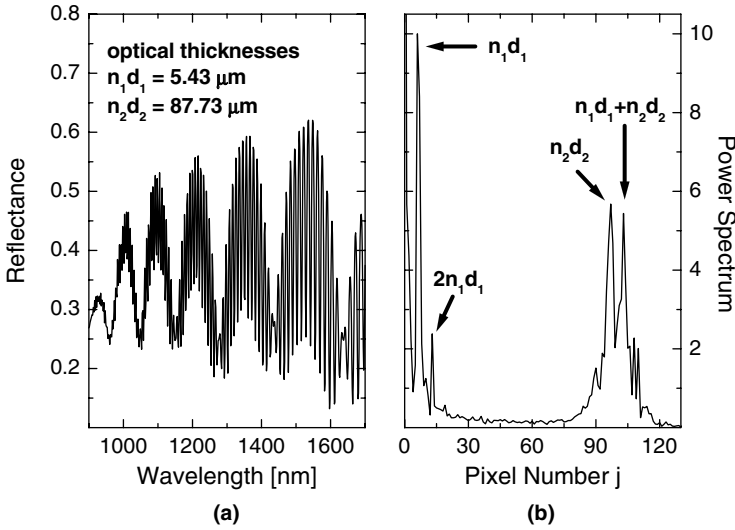 optical thicknesses
n₁d₁ = 5.43 μm
n₂d₂ = 87.73 μm
0.8
0.7
0.6
0.5
0.4
0.3
0.2
Reflectance
1000 1200 1400 1600
Wavelength [nm]
(a)
n₁d₁
n₁d₁+n₂d₂
n₂d₂
2n₁d₁
10
8
6
4
2
Power Spectrum
0 30 60 90 120
Pixel Number j
(b)